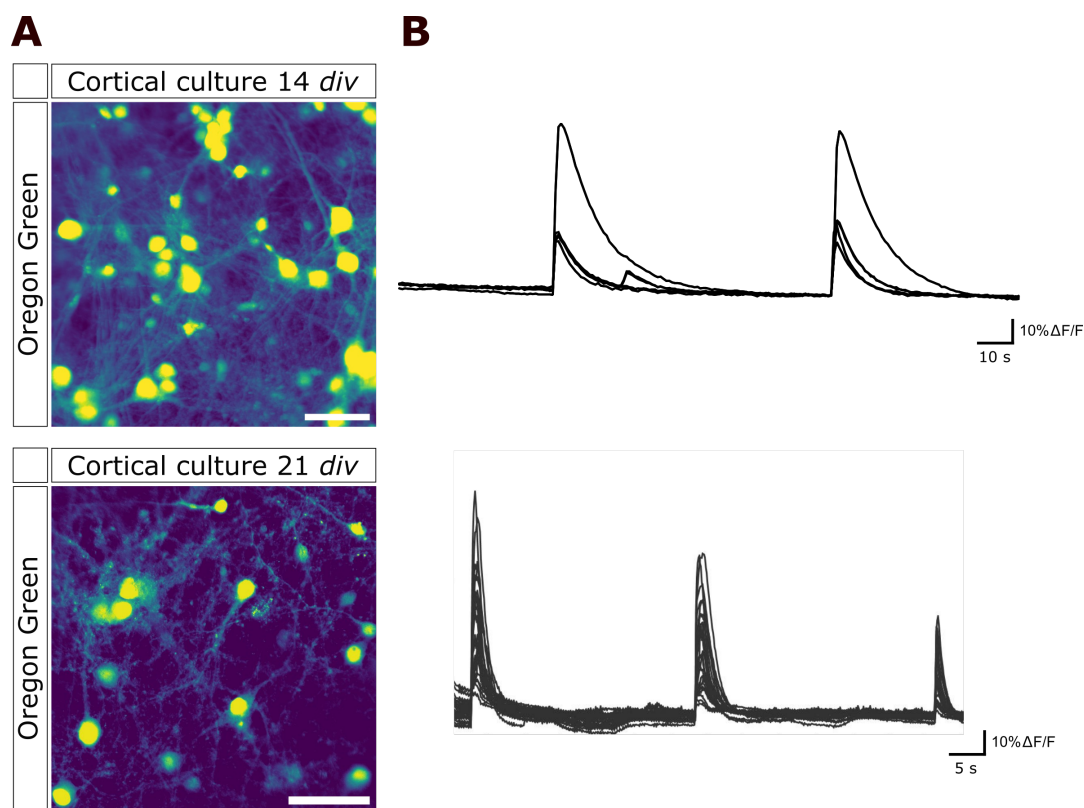 A
B
Cortical culture 14 div
Oregon Green
10%ΔF/F
10 s
Cortical culture 21 div
Oregon Green
10%ΔF/F
5 s